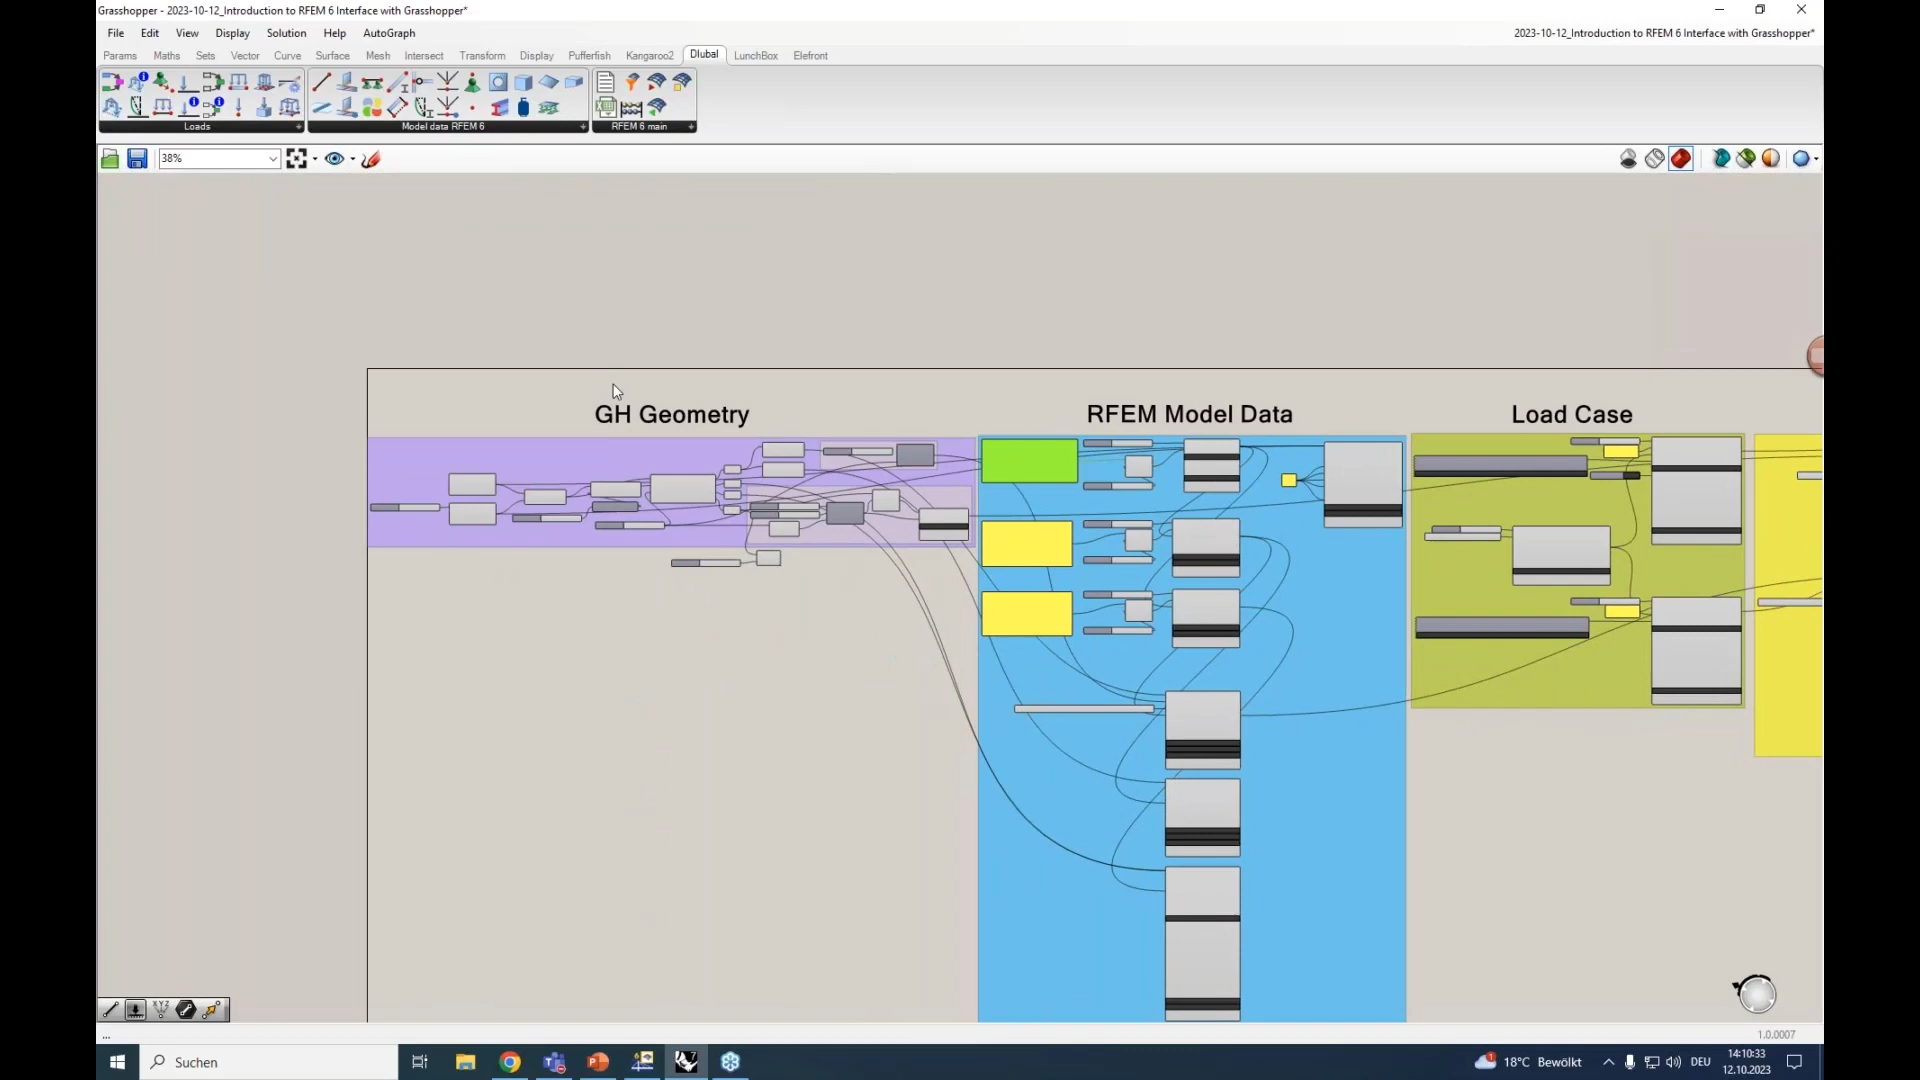 Grasshopper - 2023-10-12_Introduction to RFEM 6 Interface with Grasshopper*
File Edit View Display Solution Help AutoGraph
2023-10-12_Introduction to RFEM 6 Interface with Grasshopper*
Params Maths Sets Vector Curve Surface Mesh Intersect Transform Display Pufferfish Kangaroo2 Dlubal LunchBox Elefront
Loads
Model data RFEM 6
RFEM 6 main
38%
GH Geometry
RFEM Model Data
Load Case
XYZ
...
1.0.0007
Suchen
18°C Bewölkt
DEU
14:10:33
12.10.2023